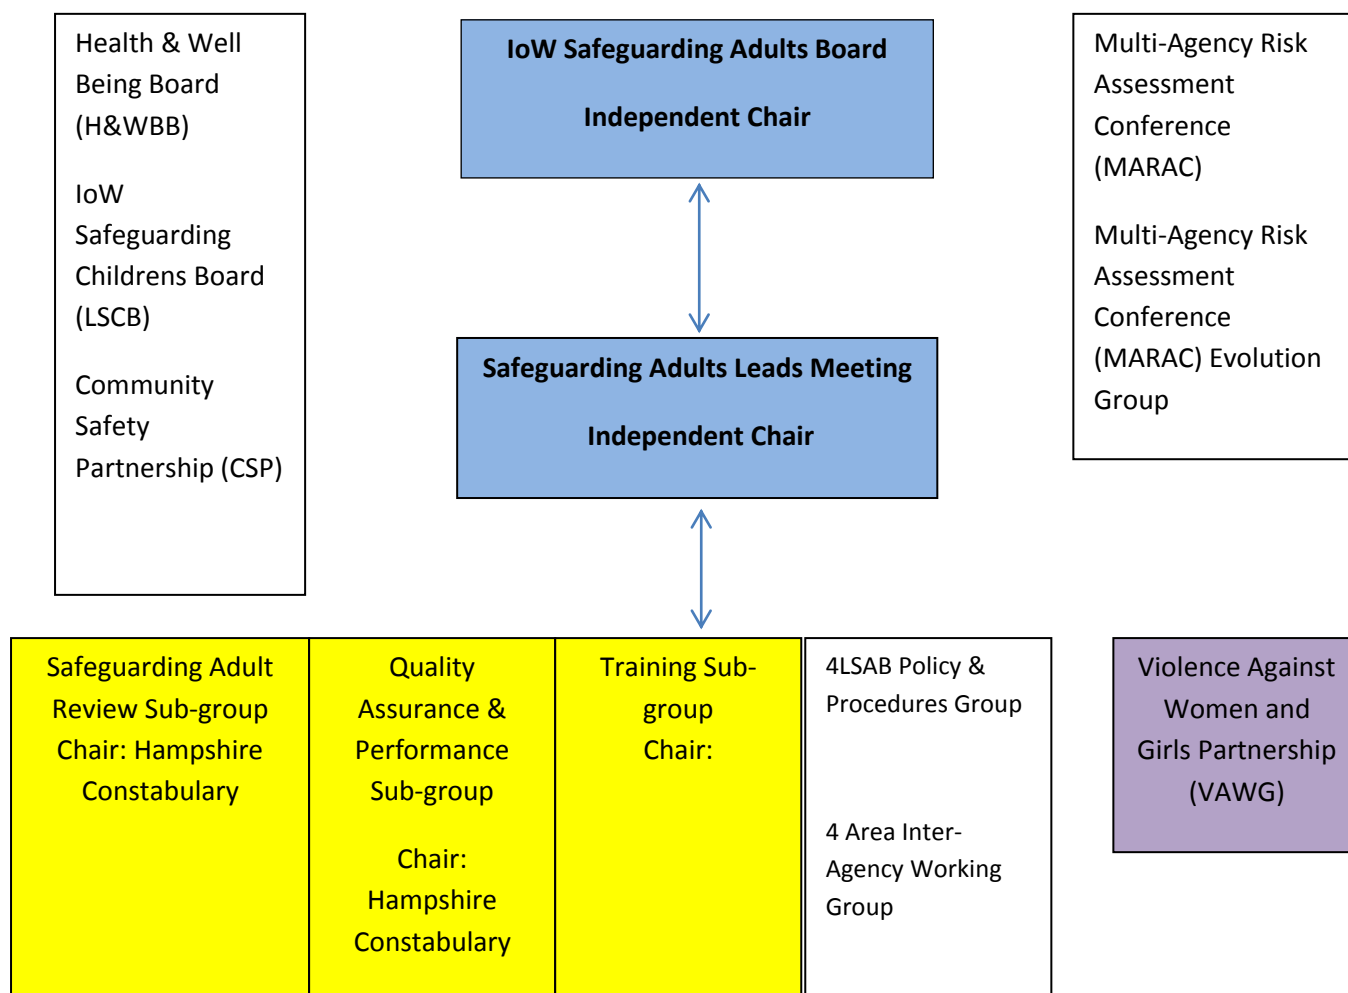 Health & Well
Being Board
(H&WBB)
IoW
Safeguarding
Childrens Board
(LSCB)
Community
Safety
Partnership (CSP)
IoW Safeguarding Adults Board
Independent Chair
Multi-Agency Risk
Assessment
Conference
(MARAC)
Multi-Agency Risk
Assessment
Conference
(MARAC) Evolution
Group
Safeguarding Adults Leads Meeting
Independent Chair
Safeguarding Adult
Review Sub-group
Chair: Hampshire
Constabulary
Quality
Assurance &
Performance
Sub-group
Chair:
Hampshire
Constabulary
Training Sub-
group
Chair:
4LSAB Policy &
Procedures Group
4 Area Inter-
Agency Working
Group
Violence Against
Women and
Girls Partnership
(VAWG)